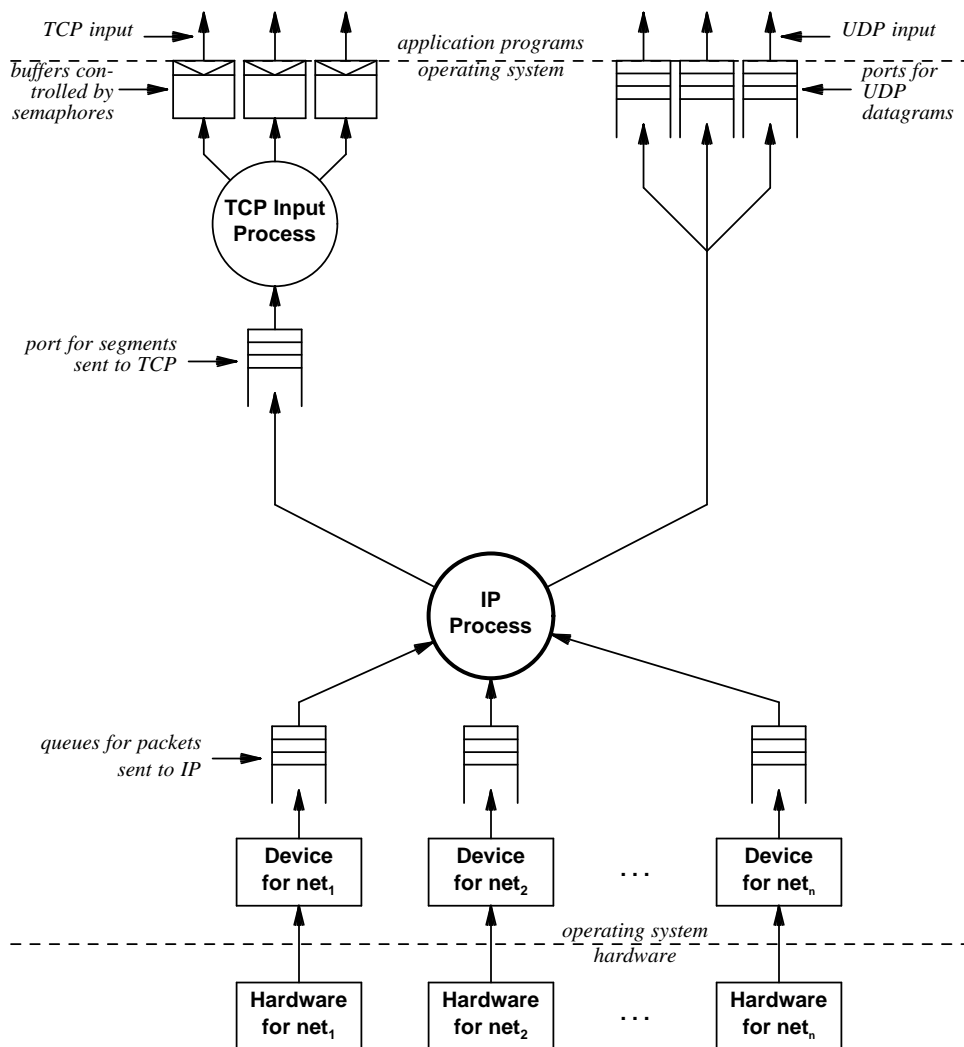 TCP input
application programs
UDP input
operating system
buffers con-
trolled by
semaphores
ports for
UDP
datagrams
TCP Input
Process
port for segments
sent to TCP
IP
Process
queues for packets
sent to IP
Device
for net₁
Device
for net₂
. . .
Device
for netₙ
operating system
hardware
Hardware
for net₁
Hardware
for net₂
. . .
Hardware
for netₙ